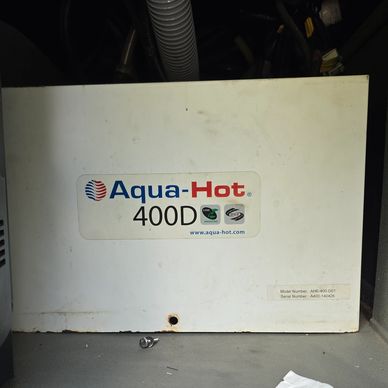 Aqua-Hot®
400D
www.aqua-hot.com
Model Number:
Serial Number: